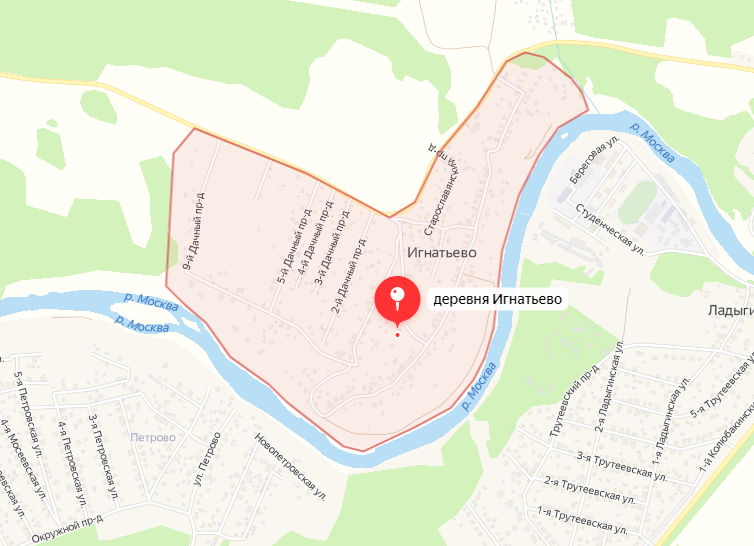 р. Москва
Береговая ул.
Старославянский пр-д
Студенческая ул.
9-й Дачный пр-д
5-й Дачный пр-д
4-й Дачный пр-д
3-й Дачный пр-д
2-й Дачный пр-д
Игнатьево
деревня Игнатьево
р. Москва
р. Москва
Ладыги
р. Москва
Трутеевский пр-д
2-я Ладыгинская ул.
1-я Ладыгинская ул.
5-я Трутеевская ул.
1-й Колюбакинск
5-я Петровская ул.
4-я Мосеевская ул.
4-я Петровская ул.
3-я Петровская ул.
Петрово
ул. Петрово
Новопетровская ул.
3-я Трутеевская ул.
2-я Трутеевская ул.
1-я Трутеевская ул.
Окружной пр-д